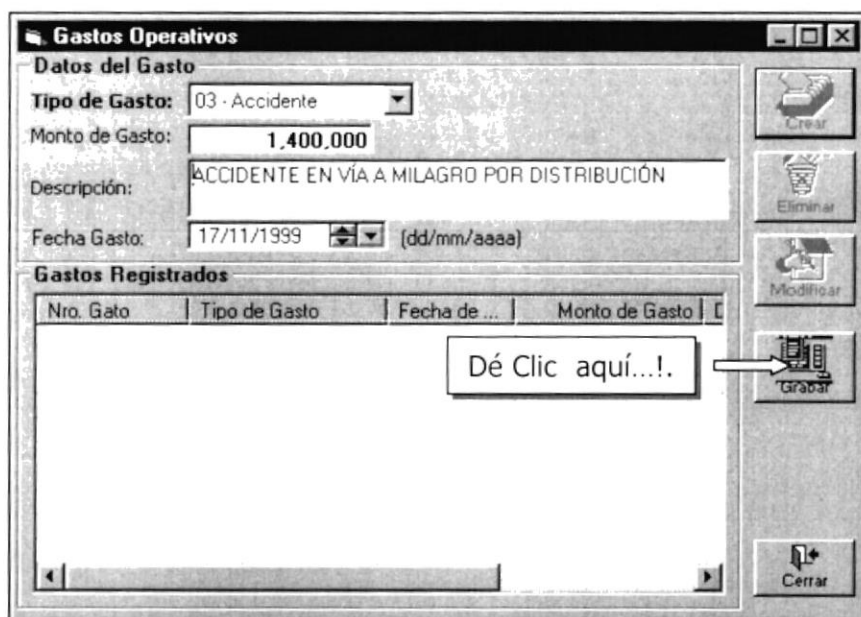 Gastos Operativos
Datos del Gasto
Tipo de Gasto: 03 - Accidente
Monto de Gasto: 1,400,000
Descripción: ACCIDENTE EN VÍA A MILAGRO POR DISTRIBUCIÓN
Fecha Gasto: 17/11/1999 (dd/mm/aaaa)
Crear
Eliminar
Modificar
Grabar
Cerrar
Gastos Registrados
Nro. Gato Tipo de Gasto Fecha de ... Monto de Gasto D
Dé Clic aquí...!.